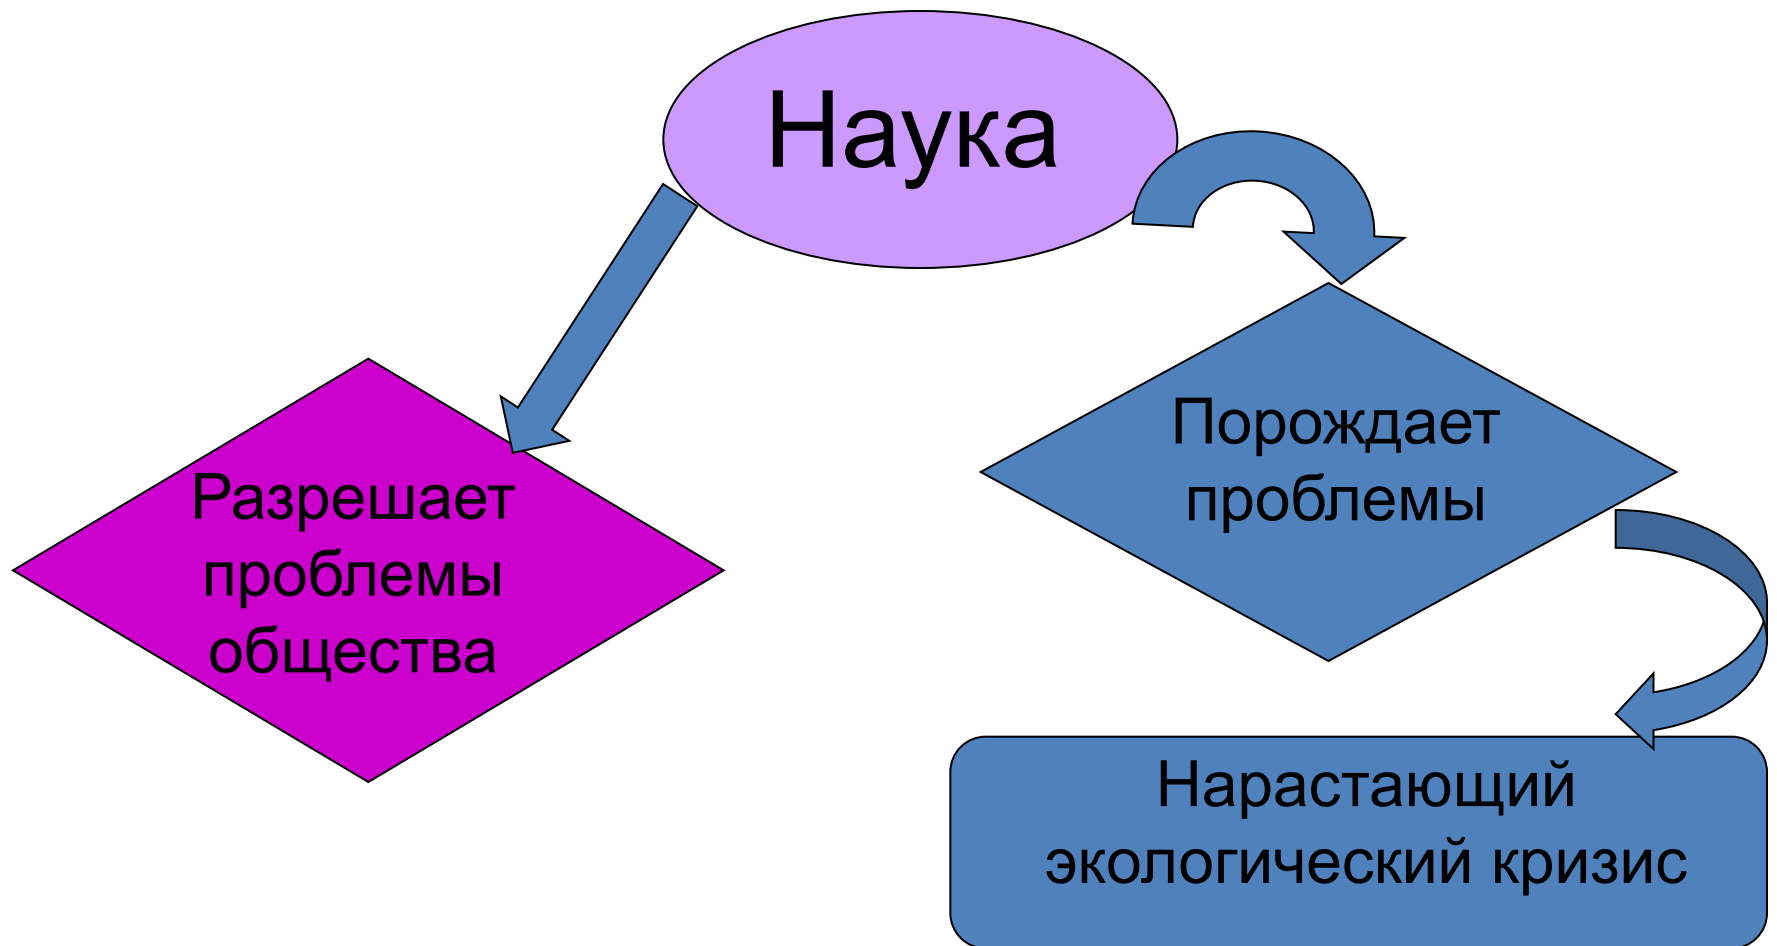 Наука
Разрешает
проблемы
общества
Порождает
проблемы
Нарастающий
экологический кризис